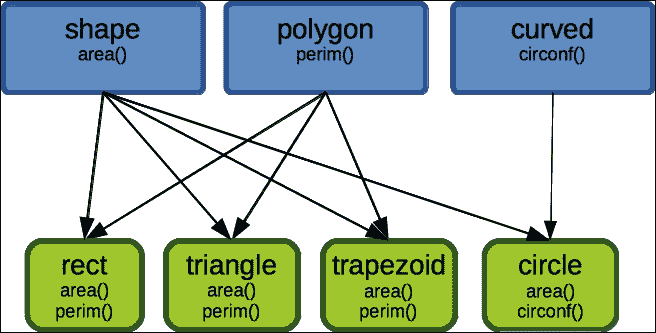 shape
area()
polygon
perim()
curved
circonf()
rect
area()
perim()
triangle
area()
perim()
trapezoid
area()
perim()
circle
area()
circonf()